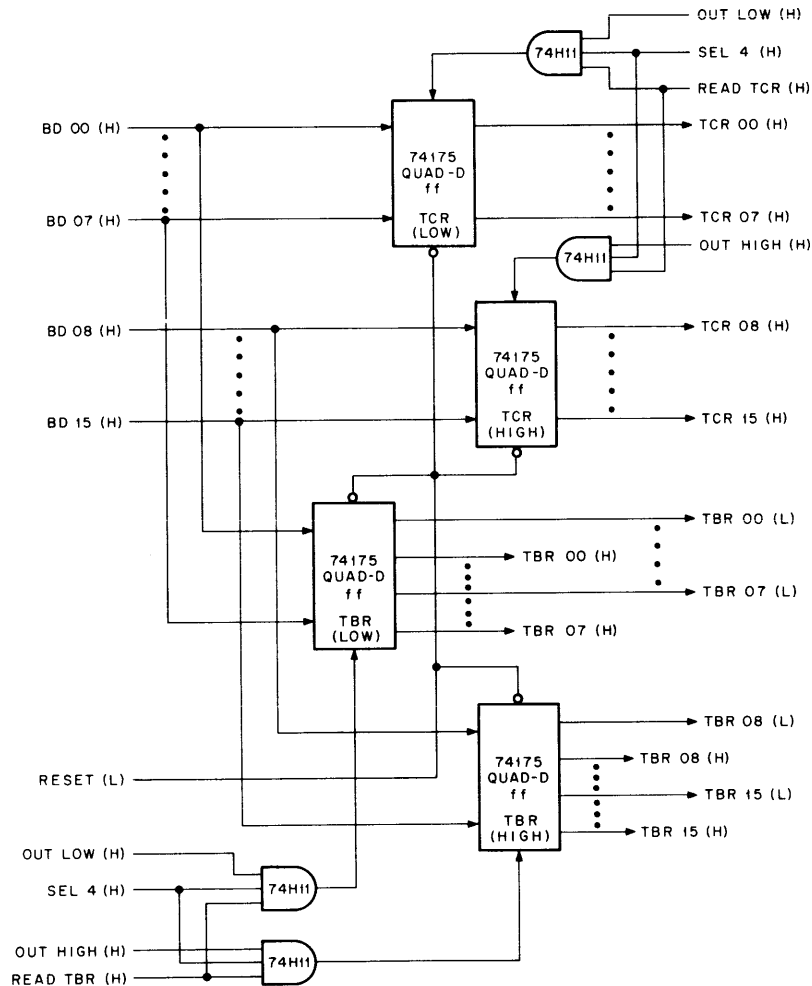 OUT LOW (H)
74H11
SEL 4 (H)
READ TCR (H)
BD 00 (H)
74175
QUAD-D
ff
TCR
(LOW)
TCR 00 (H)
BD 07 (H)
TCR 07 (H)
74H11
OUT HIGH (H)
BD 08 (H)
74175
QUAD-D
ff
TCR
(HIGH)
TCR 08 (H)
BD 15 (H)
TCR 15 (H)
74175
QUAD-D
ff
TBR
(LOW)
TBR 00 (L)
TBR 00 (H)
TBR 07 (L)
TBR 07 (H)
RESET (L)
74175
QUAD-D
ff
TBR
(HIGH)
TBR 08 (L)
TBR 08 (H)
TBR 15 (L)
TBR 15 (H)
OUT LOW (H)
SEL 4 (H)
74H11
OUT HIGH (H)
74H11
READ TBR (H)